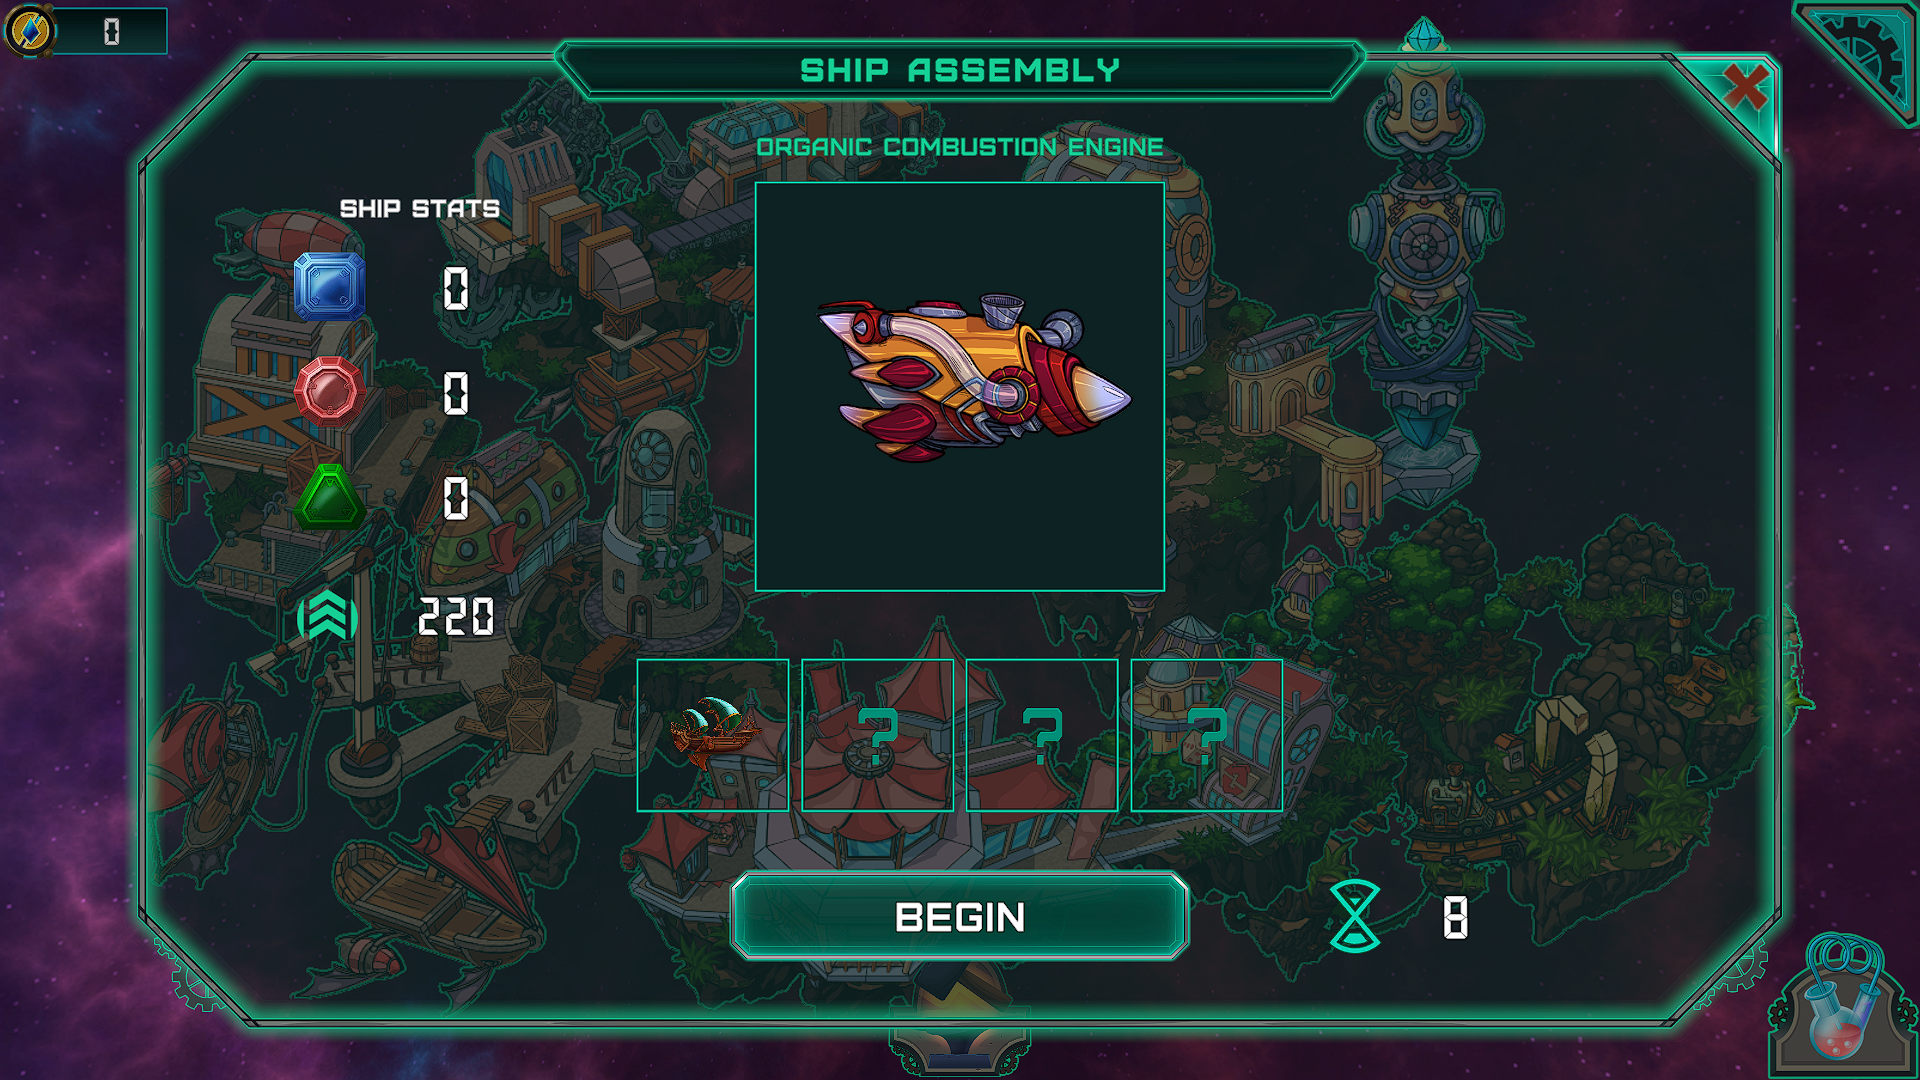 0
SHIP ASSEMBLY
ORGANIC COMBUSTION ENGINE
SHIP STATS
0
0
0
220
? ? ?
BEGIN
8